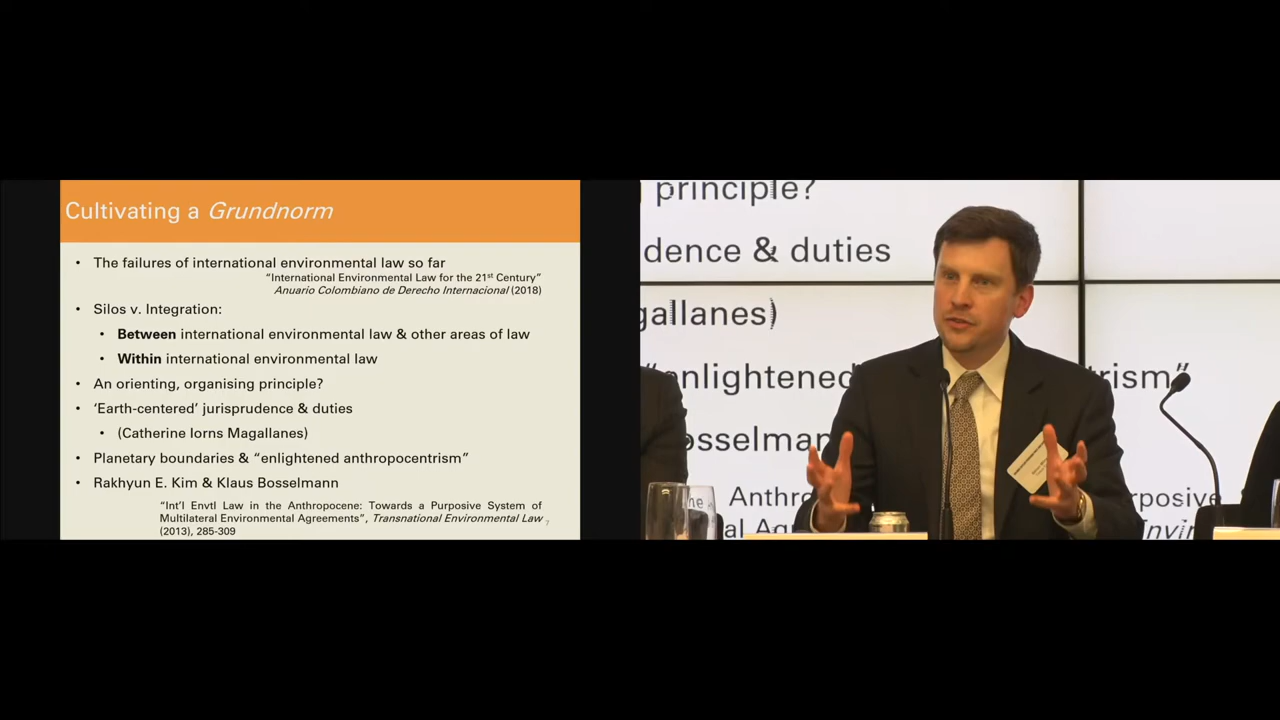 Cultivating a Grundnorm
• The failures of international environmental law so far
“International Environmental Law for the 21st Century”
Anuario Colombiano de Derecho Internacional (2018)
• Silos v. Integration:
• Between international environmental law & other areas of law
• Within international environmental law
• An orienting, organising principle?
• ‘Earth-centered’ jurisprudence & duties
• (Catherine Iorns Magallanes)
• Planetary boundaries & “enlightened anthropocentrism”
• Rakhyun E. Kim & Klaus Bosselmann
“Int’l Envtl Law in the Anthropocene: Towards a Purposive System of
Multilateral Environmental Agreements”, Transnational Environmental Law
(2013), 285-309
7
principle?
dence & duties
gallanes)
“enlightened rism”
osselman
he Anthro rposive
al Agr nvir